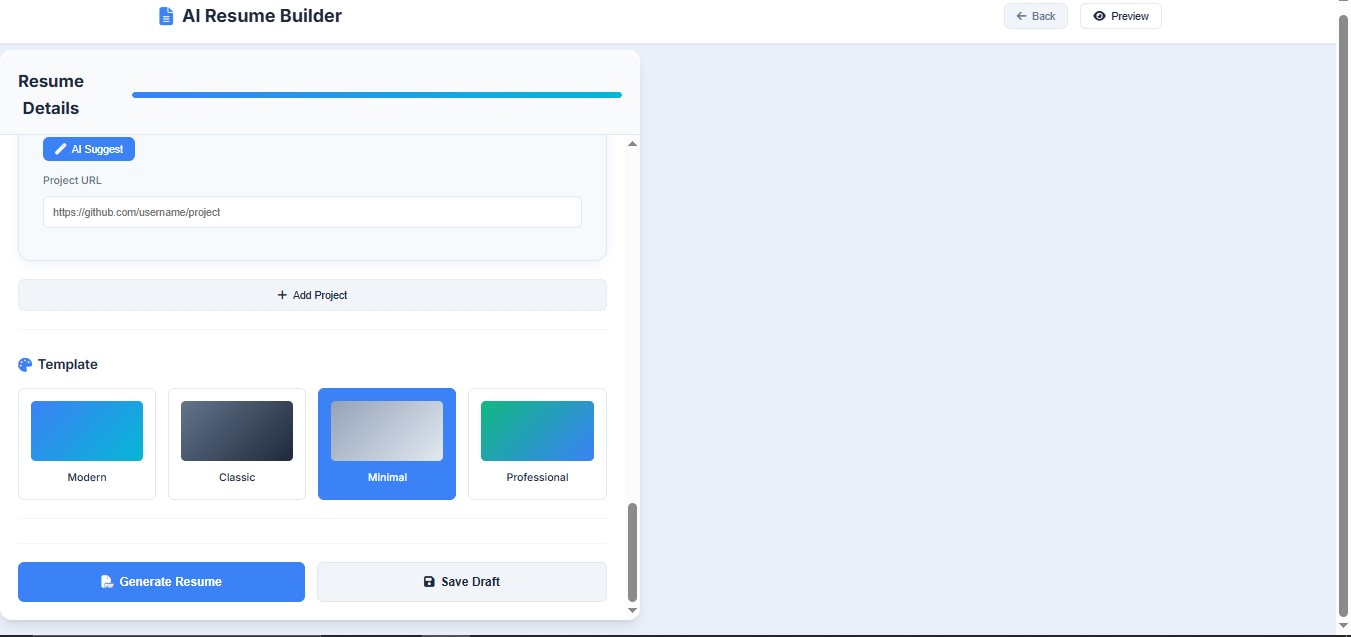 AI Resume Builder
Back
Preview
Resume
Details
AI Suggest
Project URL
https://github.com/username/project
Add Project
Template
Modern
Classic
Minimal
Professional
Generate Resume
Save Draft